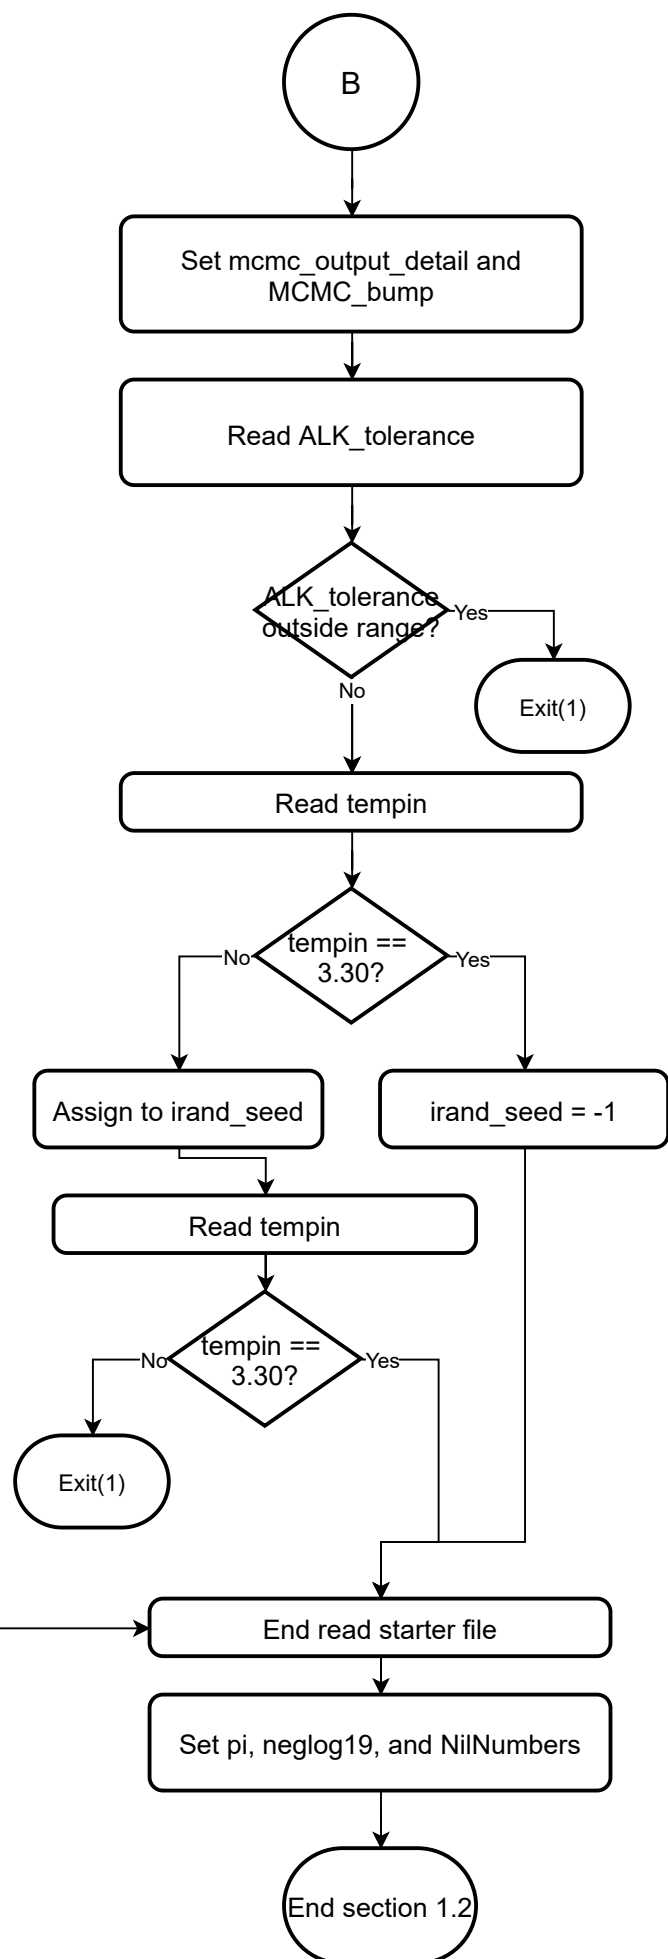 B
Set mcmc_output_detail and
MCMC_bump
Read ALK_tolerance
ALK_tolerance
outside range?
Yes
No
Exit(1)
Read tempin
tempin ==
3.30?
No
Yes
Assign to irand_seed
irand_seed = -1
Read tempin
tempin ==
3.30?
No
Yes
Exit(1)
End read starter file
Set pi, neglog19, and NilNumbers
End section 1.2